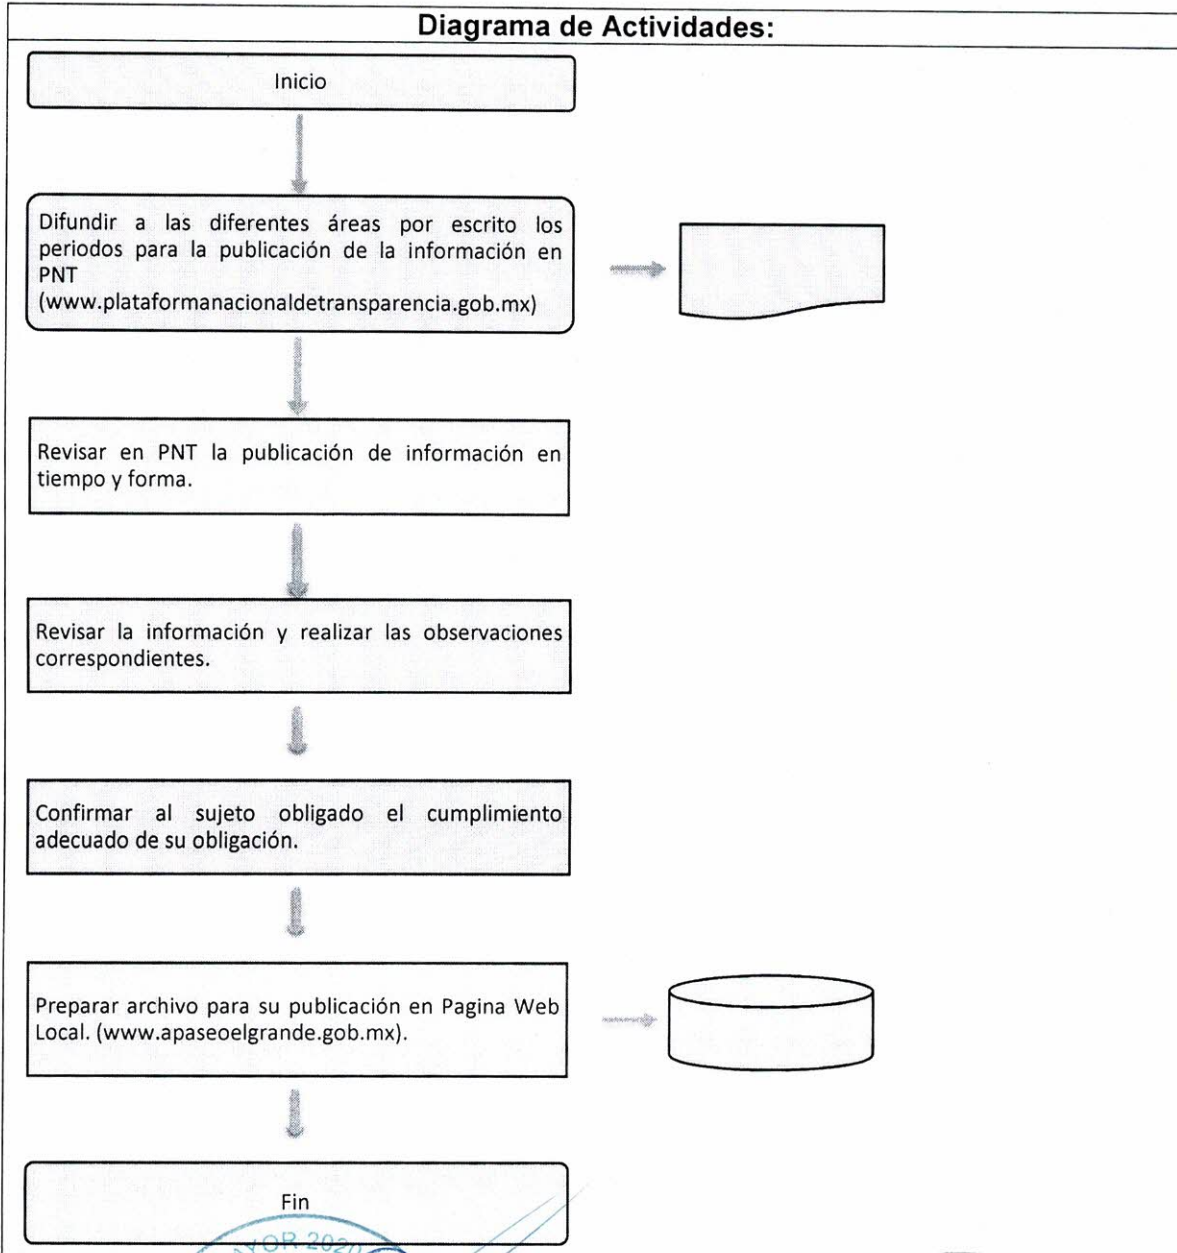 Diagrama de Actividades:
Inicio
Difundir a las diferentes áreas por escrito los
periodos para la publicación de la información en
PNT
(www.plataformanacionaldetransparencia.gob.mx)
Revisar en PNT la publicación de información en
tiempo y forma.
Revisar la información y realizar las observaciones
correspondientes.
Confirmar al sujeto obligado el cumplimiento
adecuado de su obligación.
Preparar archivo para su publicación en Pagina Web
Local. (www.apaseoelgrande.gob.mx).
Fin